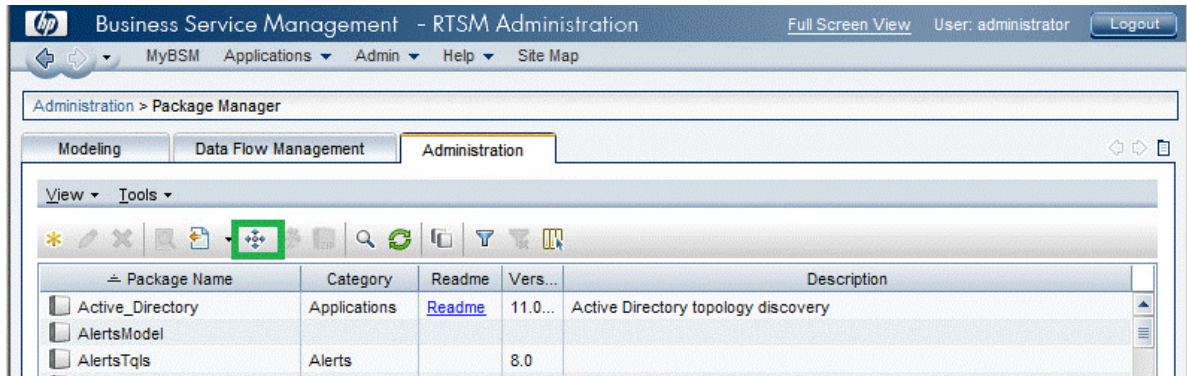 hp Business Service Management - RTSM Administration Full Screen View User: administrator Logout
MyBSM Applications Admin Help Site Map
Administration > Package Manager
Modeling Data Flow Management Administration
View Tools
Package Name Category Readme Vers... Description
Active_Directory Applications Readme 11.0... Active Directory topology discovery
AlertsModel
AlertsTqls Alerts 8.0